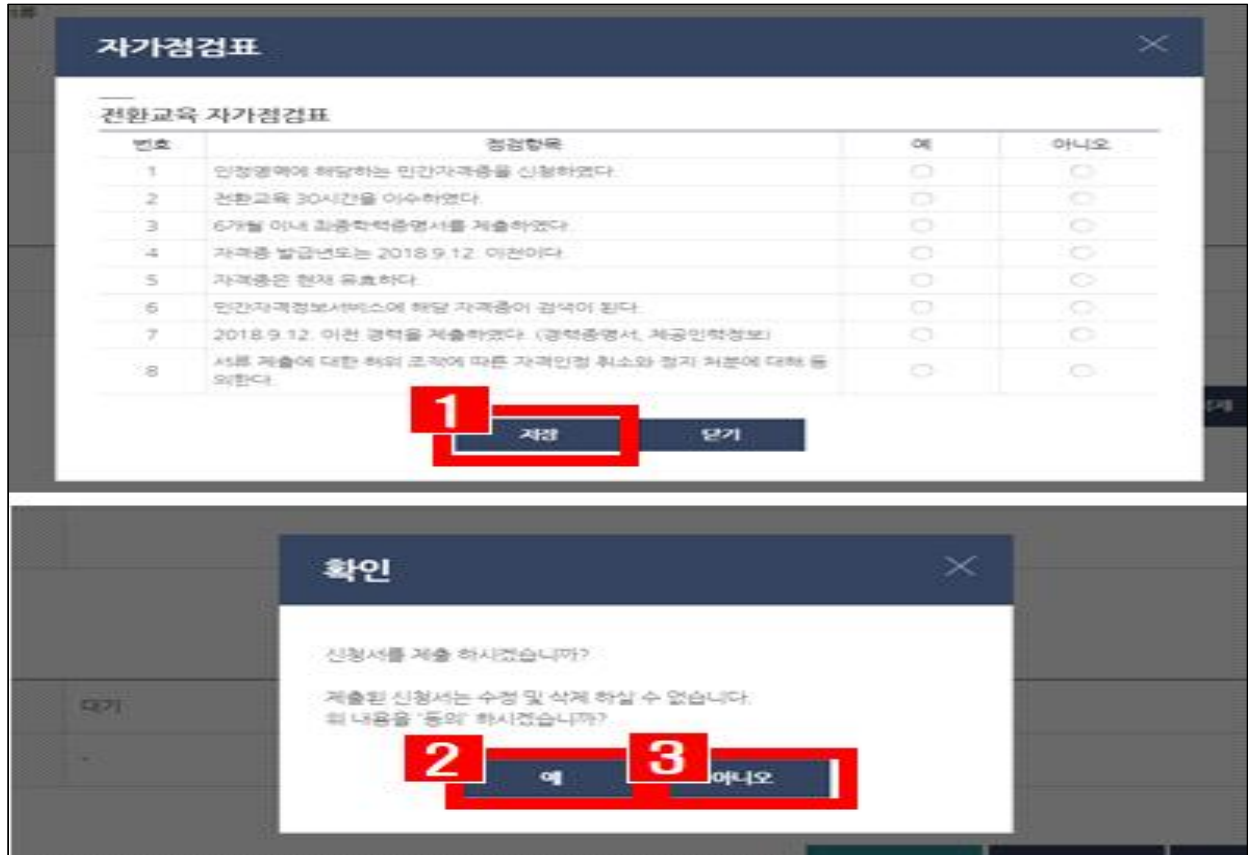 자가점검표
전환교육 자가점검표
번호 점검항목 예 아니오
1 인정영역에 해당하는 민간자격증을 신청하였다.
2 전환교육 30시간을 이수하였다.
3 6개월 이내 최종학력증명서를 제출하였다.
4 자격증 발급년도는 2018.9.12. 이전이다.
5 자격증은 현재 유효하다.
6 민간자격정보서비스에 해당 자격증이 검색이 된다.
7 2018.9.12. 이전 경력을 제출하였다. (경력증명서, 제공인력정보)
8 서류 제출에 대한 허위 조작에 따른 자격인정 취소와 정지 처분에 대해 동
의한다.
1
저장 닫기
확인
신청서를 제출 하시겠습니까?
제출된 신청서는 수정 및 삭제 하실 수 없습니다.
위 내용을 '동의' 하시겠습니까?
대기
-
2 예 3 아니오